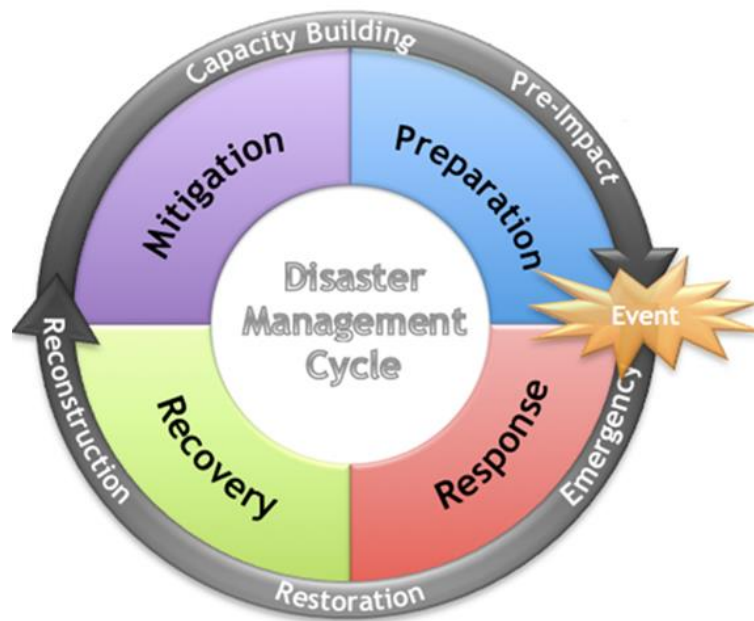 Capacity Building
Pre-Impact
Mitigation
Preparation
Disaster
Management
Cycle
Event
Reconstruction
Recovery
Response
Emergency
Restoration